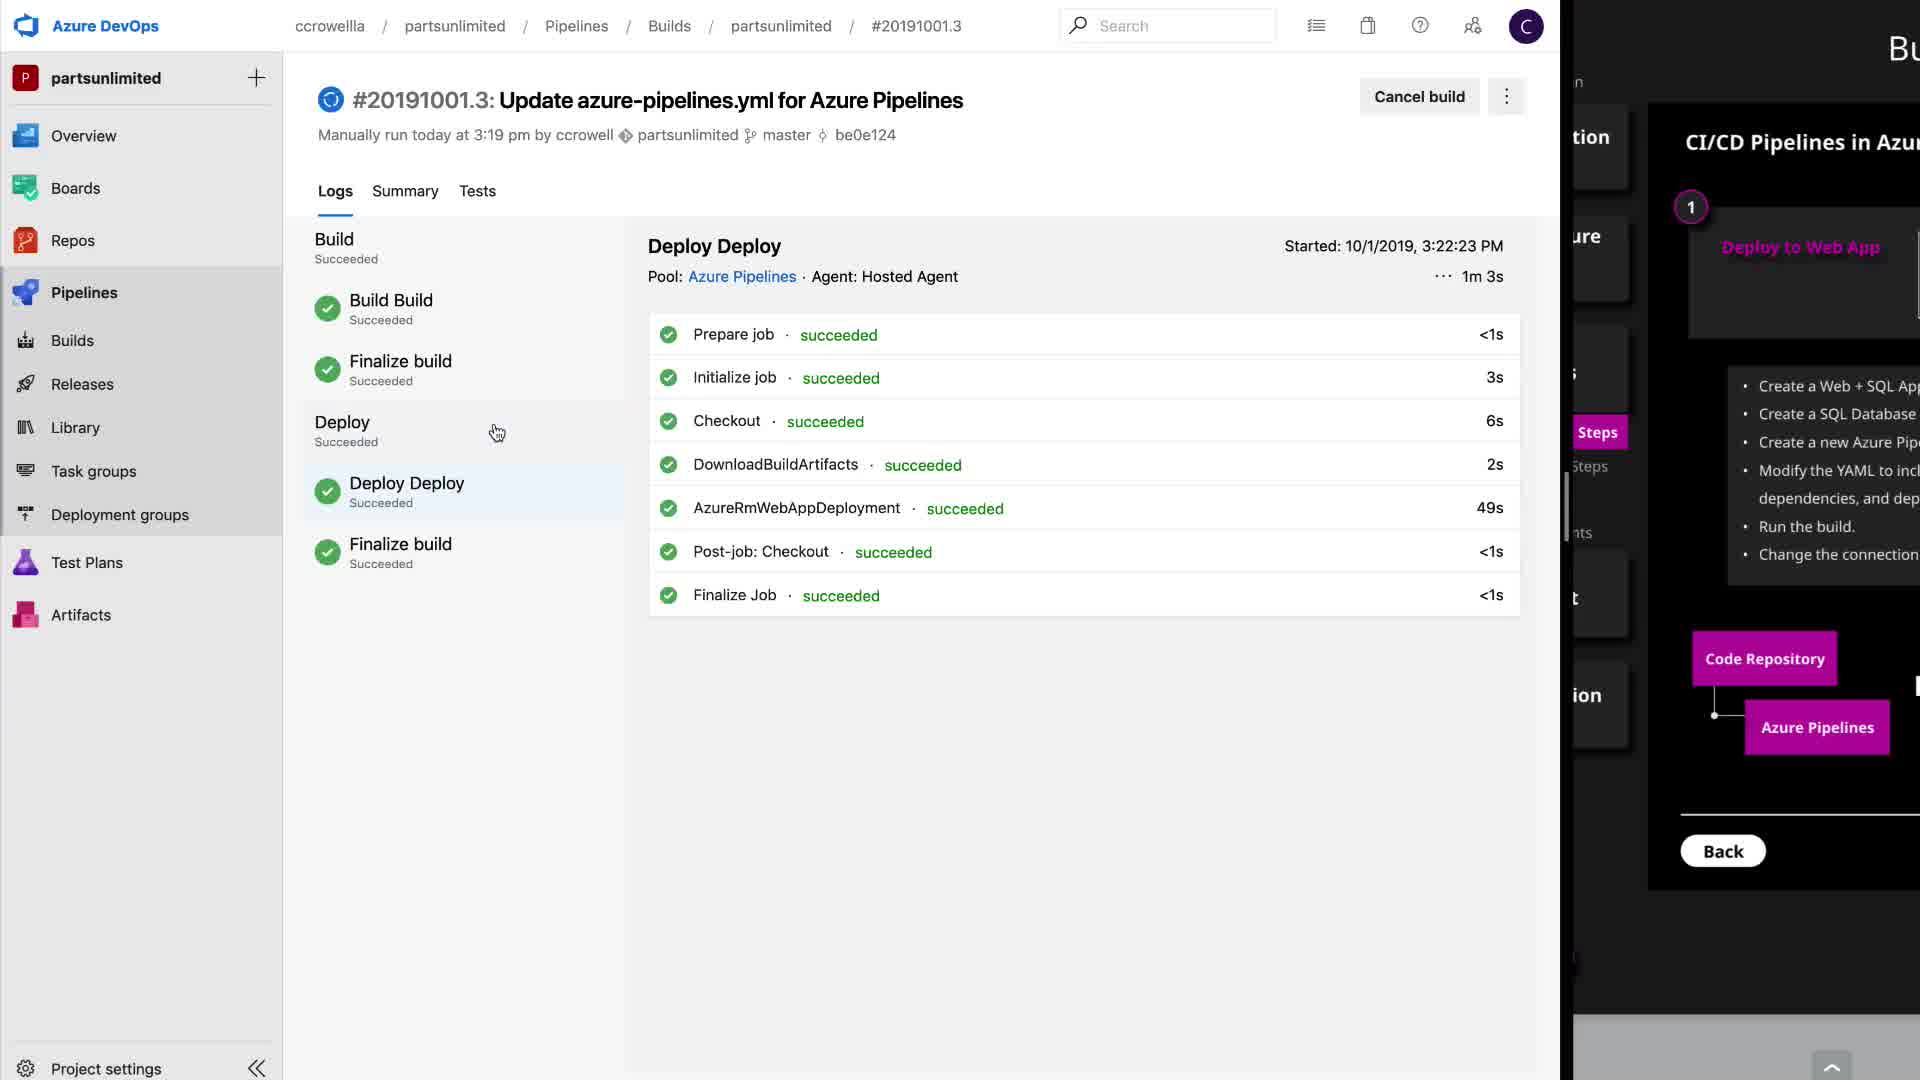 Azure DevOps
ccrowellla / partsunlimited / Pipelines / Builds / partsunlimited / #20191001.3
Search
C
P partsunlimited
Overview
Boards
Repos
Pipelines
Builds
Releases
Library
Task groups
Deployment groups
Test Plans
Artifacts
Project settings
#20191001.3: Update azure-pipelines.yml for Azure Pipelines
Manually run today at 3:19 pm by ccrowell partsunlimited master be0e124
Cancel build
Logs Summary Tests
Build
Succeeded
Build Build
Succeeded
Finalize build
Succeeded
Deploy
Succeeded
Deploy Deploy
Succeeded
Finalize build
Succeeded
Deploy Deploy
Started: 10/1/2019, 3:22:23 PM
Pool: Azure Pipelines · Agent: Hosted Agent
··· 1m 3s
Prepare job · succeeded <1s
Initialize job · succeeded 3s
Checkout · succeeded 6s
DownloadBuildArtifacts · succeeded 2s
AzureRmWebAppDeployment · succeeded 49s
Post-job: Checkout · succeeded <1s
Finalize Job · succeeded <1s
Bu
n
tion
ure
s
Steps
Steps
nts
t
ion
CI/CD Pipelines in Azur
1
Deploy to Web App
• Create a Web + SQL App
• Create a SQL Database
• Create a new Azure Pipe
• Modify the YAML to incl
dependencies, and dep
• Run the build.
• Change the connection
Code Repository
Azure Pipelines
Back